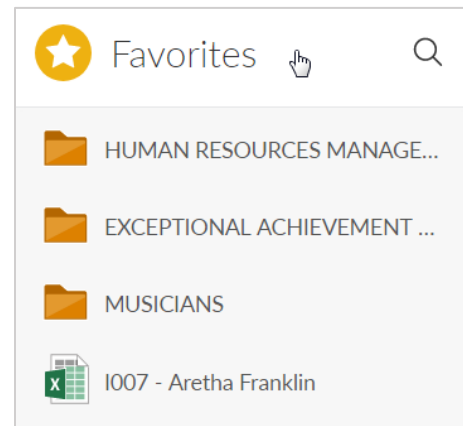 Favorites
HUMAN RESOURCES MANAGE...
EXCEPTIONAL ACHIEVEMENT ...
MUSICIANS
I007 - Aretha Franklin